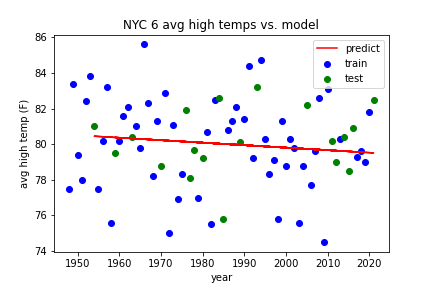 NYC 6 avg high temps vs. model
predict
train
test
avg high temp (F)
86
84
82
80
78
76
74
1950 1960 1970 1980 1990 2000 2010 2020
year